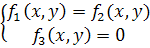 f₁(x, y) = f₂(x, y)
f₃(x, y) = 0